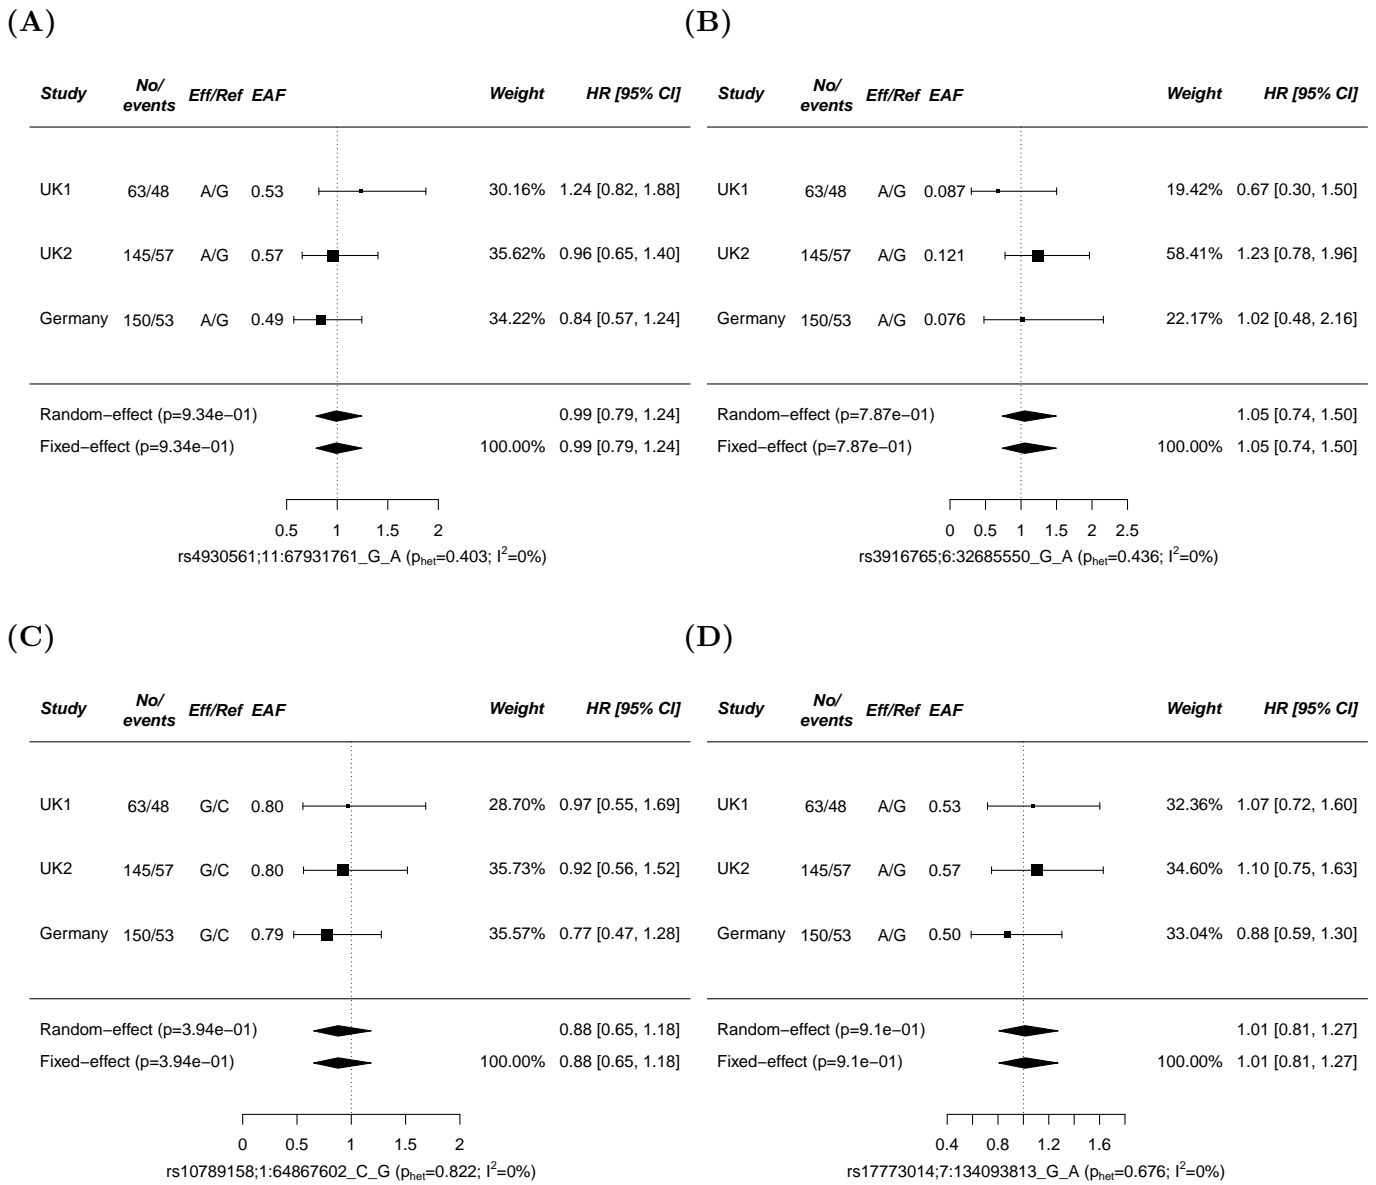 (A)
Study No/events Eff/Ref EAF Weight HR [95% CI]
UK1 63/48 A/G 0.53 30.16% 1.24 [0.82, 1.88]
UK2 145/57 A/G 0.57 35.62% 0.96 [0.65, 1.40]
Germany 150/53 A/G 0.49 34.22% 0.84 [0.57, 1.24]
Random−effect (p=9.34e−01) 0.99 [0.79, 1.24]
Fixed−effect (p=9.34e−01) 100.00% 0.99 [0.79, 1.24]
0.5 1 1.5 2
rs4930561;11:67931761_G_A (phet=0.403; I2=0%)
(B)
Study No/events Eff/Ref EAF Weight HR [95% CI]
UK1 63/48 A/G 0.087 19.42% 0.67 [0.30, 1.50]
UK2 145/57 A/G 0.121 58.41% 1.23 [0.78, 1.96]
Germany 150/53 A/G 0.076 22.17% 1.02 [0.48, 2.16]
Random−effect (p=7.87e−01) 1.05 [0.74, 1.50]
Fixed−effect (p=7.87e−01) 100.00% 1.05 [0.74, 1.50]
0 0.5 1 1.5 2 2.5
rs3916765;6:32685550_G_A (phet=0.436; I2=0%)
(C)
Study No/events Eff/Ref EAF Weight HR [95% CI]
UK1 63/48 G/C 0.80 28.70% 0.97 [0.55, 1.69]
UK2 145/57 G/C 0.80 35.73% 0.92 [0.56, 1.52]
Germany 150/53 G/C 0.79 35.57% 0.77 [0.47, 1.28]
Random−effect (p=3.94e−01) 0.88 [0.65, 1.18]
Fixed−effect (p=3.94e−01) 100.00% 0.88 [0.65, 1.18]
0 0.5 1 1.5 2
rs10789158;1:64867602_C_G (phet=0.822; I2=0%)
(D)
Study No/events Eff/Ref EAF Weight HR [95% CI]
UK1 63/48 A/G 0.53 32.36% 1.07 [0.72, 1.60]
UK2 145/57 A/G 0.57 34.60% 1.10 [0.75, 1.63]
Germany 150/53 A/G 0.50 33.04% 0.88 [0.59, 1.30]
Random−effect (p=9.1e−01) 1.01 [0.81, 1.27]
Fixed−effect (p=9.1e−01) 100.00% 1.01 [0.81, 1.27]
0.4 0.8 1.2 1.6
rs17773014;7:134093813_G_A (phet=0.676; I2=0%)